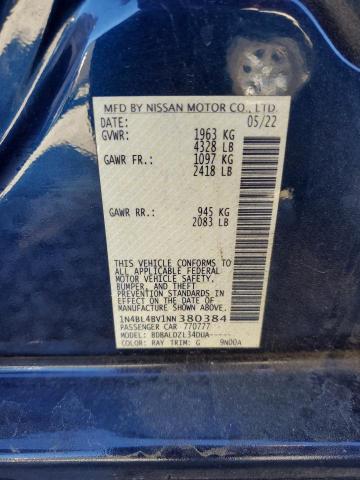 MFD BY NISSAN MOTOR CO., LTD.
DATE: 05/22
GVWR: 1963 KG
4328 LB
GAWR FR.: 1097 KG
2418 LB
GAWR RR.: 945 KG
2083 LB
THIS VEHICLE CONFORMS
TO ALL APPLICABLE FEDERAL
MOTOR VEHICLE SAFETY,
BUMPER, AND THEFT
PREVENTION STANDARDS
IN EFFECT ON THE DATE OF
MANUFACTURE SHOWN ABOVE.
1N4BL4BV1NN380384
PASSENGER CAR 770777
MODEL: BDBALDZL34DUA-----
COLOR: RAY TRIM: G 9N00A